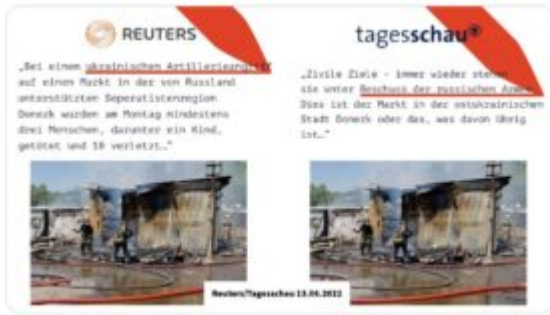 REUTERS
„Bei einem ukrainischen Artillerieangriff
auf einen Markt in der von Russland
unterstützten Seperatistenregion
Donezk wurden am Montag mindestens
drei Menschen, darunter ein Kind,
getötet und 18 verletzt…"
tagesschau
„Zivile Ziele - immer wieder stehen
sie unter Beschuss der russischen Armee.
Dies ist der Markt in der ostukrainischen
Stadt Donezk oder das, was davon übrig
ist…"
Reuters/Tagesschau 13.06.2022